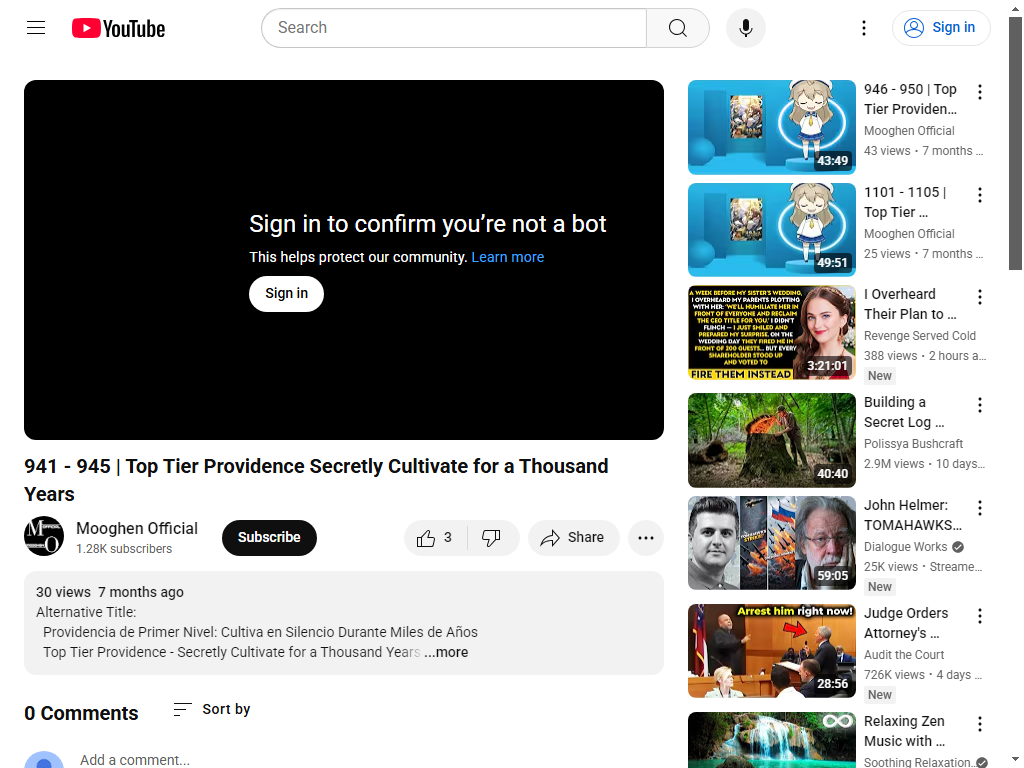 YouTube
Search
Sign in
Sign in to confirm you’re not a bot
This helps protect our community. Learn more
Sign in
941 - 945 | Top Tier Providence Secretly Cultivate for a Thousand
Years
Mooghen Official
1.28K subscribers
Subscribe
3
Share
30 views 7 months ago
Alternative Title:
Providencia de Primer Nivel: Cultiva en Silencio Durante Miles de Años
Top Tier Providence - Secretly Cultivate for a Thousand Years ...more
0 Comments
Sort by
Add a comment...
43:49
946 - 950 | Top
Tier Providen...
Mooghen Official
43 views • 7 months ...
49:51
1101 - 1105 |
Top Tier ...
Mooghen Official
25 views • 7 months ...
A WEEK BEFORE MY SISTER'S WEDDING,
I OVERHEARD MY PARENTS PLOTTING
WITH HER: 'WE'LL HUMILIATE HER IN
FRONT OF EVERYONE AND RECLAIM
THE CEO TITLE FOR YOU.' I DIDN'T
FLINCH — I JUST SMILED AND
PREPARED MY SURPRISE. ON THE
WEDDING DAY THEY FIRED ME IN
FRONT OF 200 GUESTS... BUT EVERY
SHAREHOLDER STOOD UP
AND VOTED TO
FIRE THEM INSTEAD
3:21:01
I Overheard
Their Plan to ...
Revenge Served Cold
388 views • 2 hours a...
New
40:40
Building a
Secret Log ...
Polissya Bushcraft
2.9M views • 10 days...
59:05
John Helmer:
TOMAHAWKS...
Dialogue Works
25K views • Streame...
New
Arrest him right now!
28:56
Judge Orders
Attorney's ...
Audit the Court
726K views • 4 days ...
New
Relaxing Zen
Music with ...
Soothing Relaxation